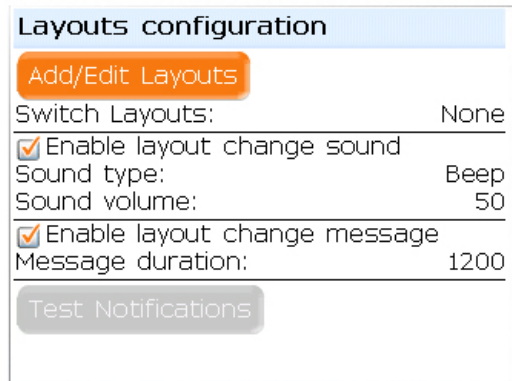 Layouts configuration
Add/Edit Layouts
Switch Layouts: None
Enable layout change sound
Sound type: Beep
Sound volume: 50
Enable layout change message
Message duration: 1200
Test Notifications